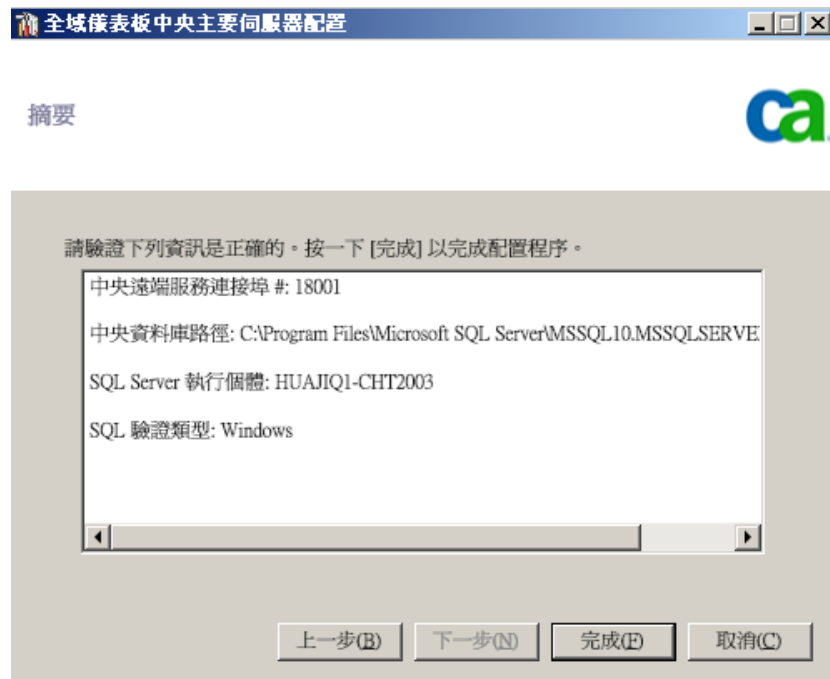 全域儀表板中央主要伺服器配置
摘要
ca
請驗證下列資訊是正確的。按一下 [完成] 以完成配置程序。
中央遠端服務連接埠 #: 18001
中央資料庫路徑: C:\Program Files\Microsoft SQL Server\MSSQL10.MSSQLSERVE
SQL Server 執行個體: HUAJIQ1-CHT2003
SQL 驗證類型: Windows
上一步(B) 下一步(N) 完成(F) 取消(C)